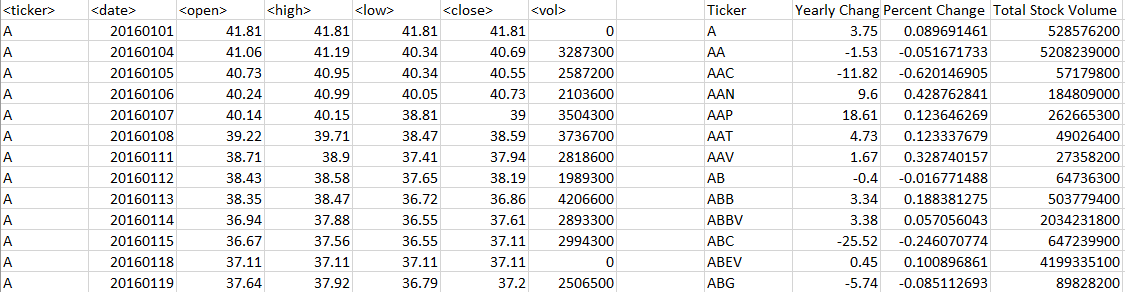 <ticker> <date> <open> <high> <low> <close> <vol> Ticker Yearly Chang Percent Change Total Stock Volume
A 20160101 41.81 41.81 41.81 41.81 0 A 3.75 0.089691461 528576200
A 20160104 41.06 41.19 40.34 40.69 3287300 AA -1.53 -0.051671733 5208239000
A 20160105 40.73 40.95 40.34 40.55 2587200 AAC -11.82 -0.620146905 57179800
A 20160106 40.24 40.99 40.05 40.73 2103600 AAN 9.6 0.428762841 184809000
A 20160107 40.14 40.15 38.81 39 3504300 AAP 18.61 0.123646269 262665300
A 20160108 39.22 39.71 38.47 38.59 3736700 AAT 4.73 0.123337679 49026400
A 20160111 38.71 38.9 37.41 37.94 2818600 AAV 1.67 0.328740157 27358200
A 20160112 38.43 38.58 37.65 38.19 1989300 AB -0.4 -0.016771488 64736300
A 20160113 38.35 38.47 36.72 36.86 4206600 ABB 3.34 0.188381275 503779400
A 20160114 36.94 37.88 36.55 37.61 2893300 ABBV 3.38 0.057056043 2034231800
A 20160115 36.67 37.56 36.55 37.11 2994300 ABC -25.52 -0.246070774 647239900
A 20160118 37.11 37.11 37.11 37.11 0 ABEV 0.45 0.100896861 4199335100
A 20160119 37.64 37.92 36.79 37.2 2506500 ABG -5.74 -0.085112693 89828200